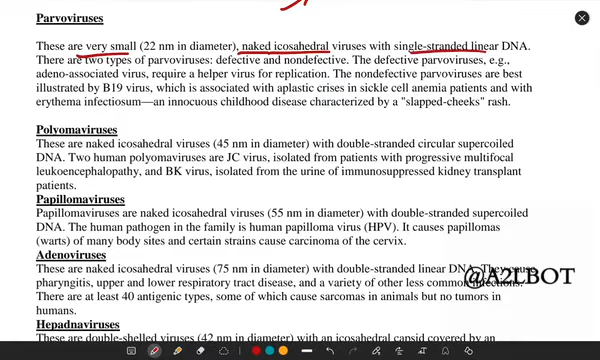 Parvoviruses
These are very small (22 nm in diameter), naked icosahedral viruses with single-stranded linear DNA.
There are two types of parvoviruses: defective and nondefective. The defective parvoviruses, e.g.,
adeno-associated virus, require a helper virus for replication. The nondefective parvoviruses are best
illustrated by B19 virus, which is associated with aplastic crises in sickle cell anemia patients and with
erythema infectiosum—an innocuous childhood disease characterized by a "slapped-cheeks" rash.
Polyomaviruses
These are naked icosahedral viruses (45 nm in diameter) with double-stranded circular supercoiled
DNA. Two human polyomaviruses are JC virus, isolated from patients with progressive multifocal
leukoencephalopathy, and BK virus, isolated from the urine of immunosuppressed kidney transplant
patients.
Papillomaviruses
Papillomaviruses are naked icosahedral viruses (55 nm in diameter) with double-stranded supercoiled
DNA. The human pathogen in the family is human papilloma virus (HPV). It causes papillomas
(warts) of many body sites and certain strains cause carcinoma of the cervix.
Adenoviruses
These are naked icosahedral viruses (75 nm in diameter) with double-stranded linear DNA. They cause
pharyngitis, upper and lower respiratory tract disease, and a variety of other less common infections.
@A2LBOT
There are at least 40 antigenic types, some of which cause sarcomas in animals but no tumors in
humans.
Hepadnaviruses
These are double-shelled viruses (42 nm in diameter) with an icosahedral capsid covered by an